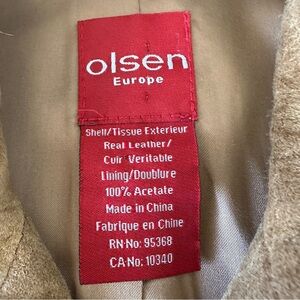 olsen
Europe
Shell/Tissue Exterieur
Real Leather/
Cuir Veritable
Lining/Doublure
100% Acetate
Made in China
Fabrique en Chine
RN No: 95368
CA No: 10340